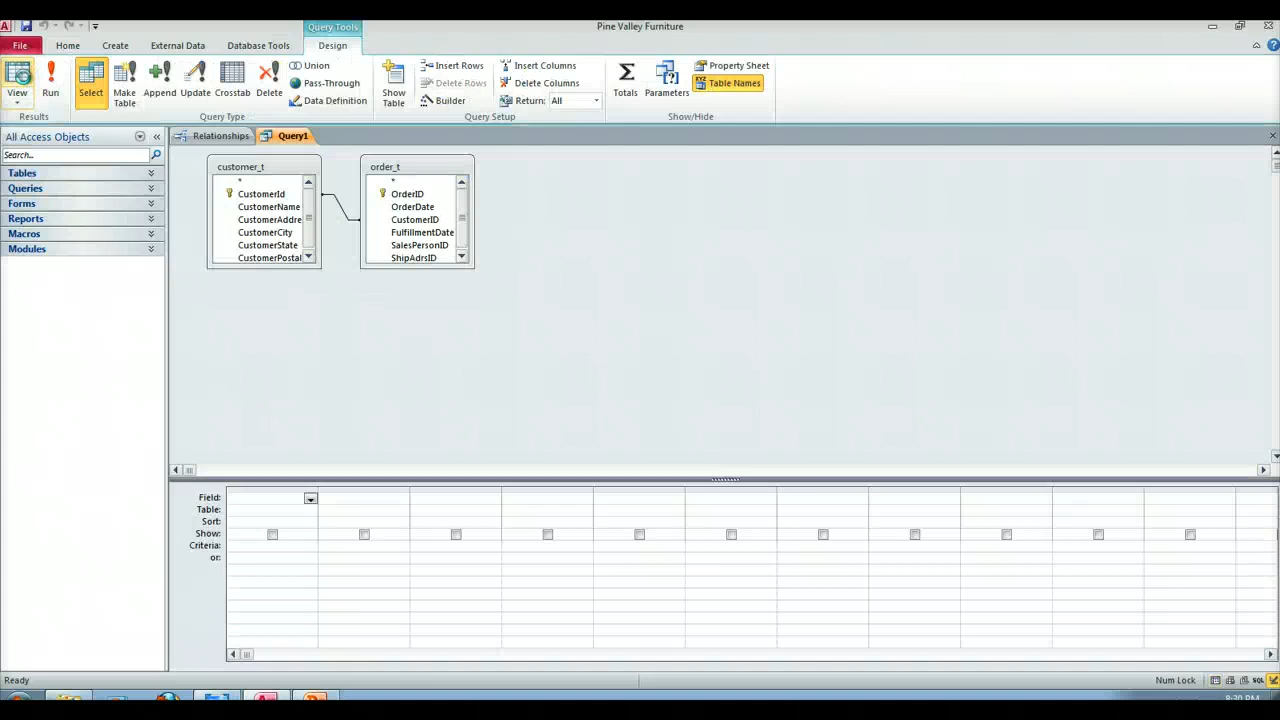 Query Tools
Pine Valley Furniture
File
Home
Create
External Data
Database Tools
Design
View
Run
Select
Make Table
Append
Update
Crosstab
Delete
Union
Pass-Through
Data Definition
Show Table
Insert Rows
Delete Rows
Builder
Insert Columns
Delete Columns
Return: All
Totals
Parameters
Property Sheet
Table Names
Results
Query Type
Query Setup
Show/Hide
All Access Objects
Search...
Tables
Queries
Forms
Reports
Macros
Modules
Relationships
Query1
customer_t
*
CustomerId
CustomerName
CustomerAddre
CustomerCity
CustomerState
CustomerPostal
order_t
*
OrderID
OrderDate
CustomerID
FulfillmentDate
SalesPersonID
ShipAdrsID
Field:
Table:
Sort:
Show:
Criteria:
or:
Ready
Num Lock
SQL
8:30 PM